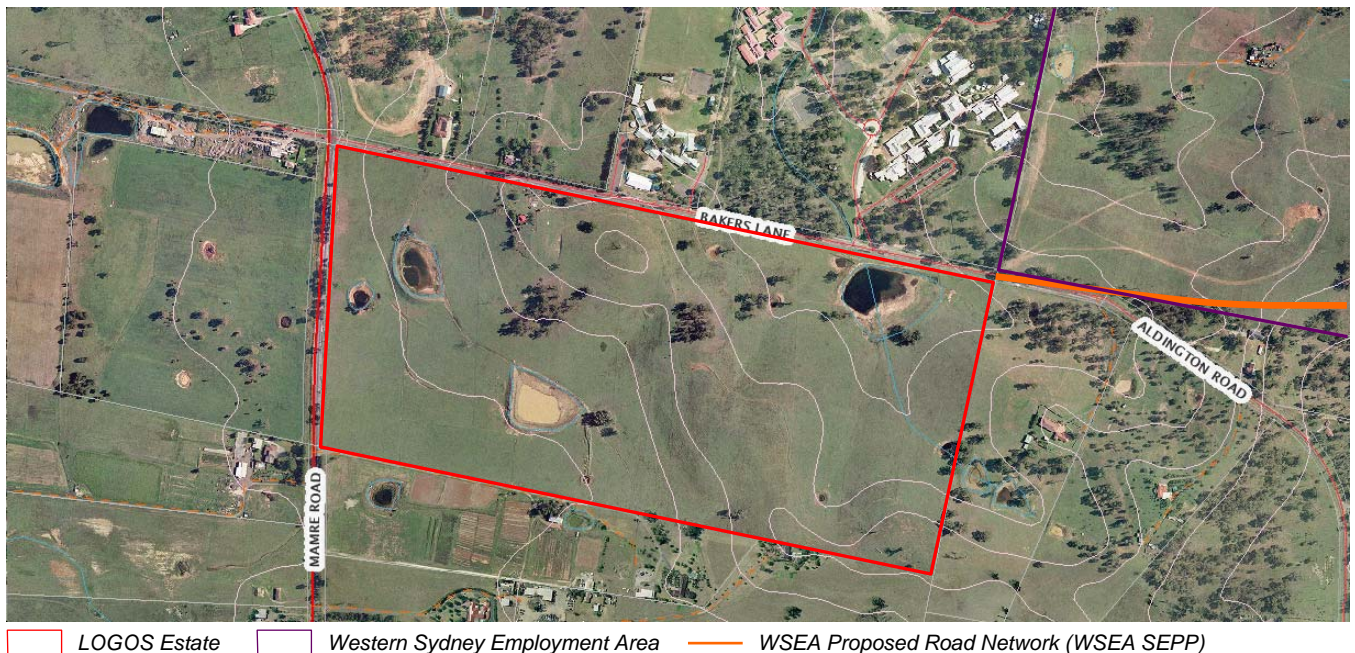 BAKERS LANE
ALDINGTON ROAD
MAMRE ROAD
LOGOS Estate Western Sydney Employment Area WSEA Proposed Road Network (WSEA SEPP)